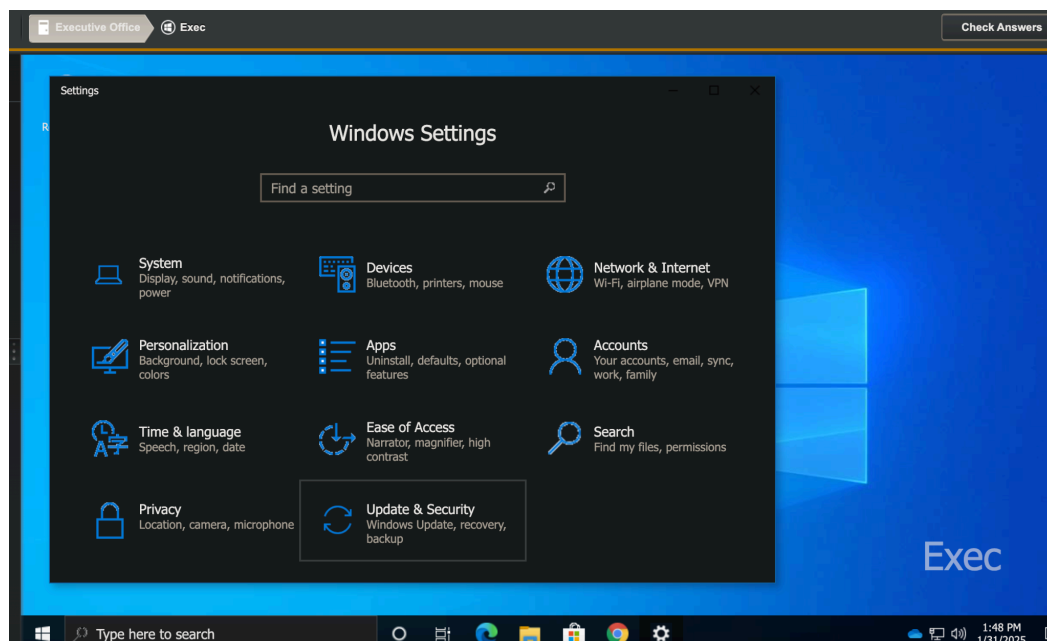 Executive Office
Exec
Check Answers
Settings
R
Windows Settings
Find a setting
System
Display, sound, notifications,
power
Devices
Bluetooth, printers, mouse
Network & Internet
Wi-Fi, airplane mode, VPN
Personalization
Background, lock screen,
colors
Apps
Uninstall, defaults, optional
features
Accounts
Your accounts, email, sync,
work, family
Time & language
Speech, region, date
Ease of Access
Narrator, magnifier, high
contrast
Search
Find my files, permissions
Privacy
Location, camera, microphone
Update & Security
Windows Update, recovery,
backup
Exec
Type here to search
1:48 PM
1/31/2025